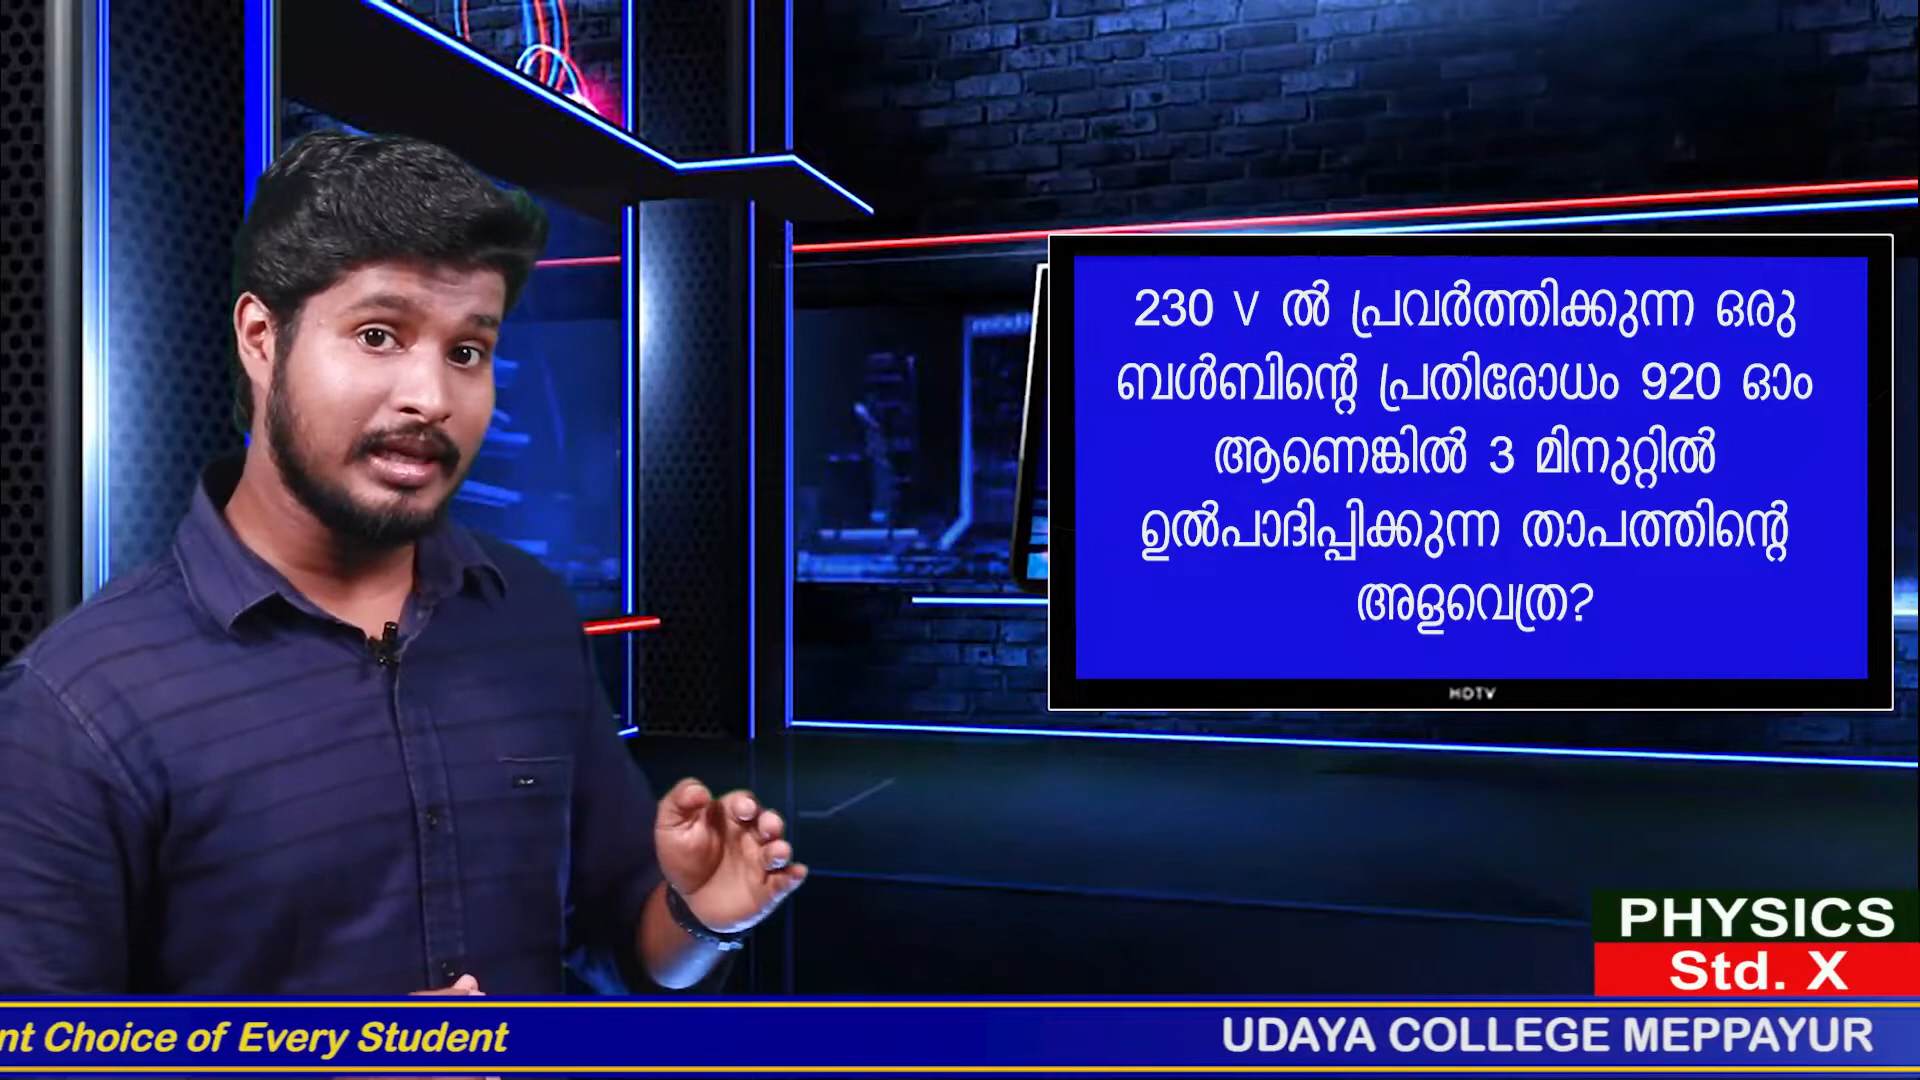 230 V ൽ പ്രവർത്തിക്കുന്ന ഒരു
ബൾബിന്റെ പ്രതിരോധം 920 ഓം
ആണെങ്കിൽ 3 മിനുറ്റിൽ
ഉൽപാദിപ്പിക്കുന്ന താപത്തിന്റെ
അളവെത്ര?
HDTV
PHYSICS
Std. X
nt Choice of Every Student
UDAYA COLLEGE MEPPAYUR